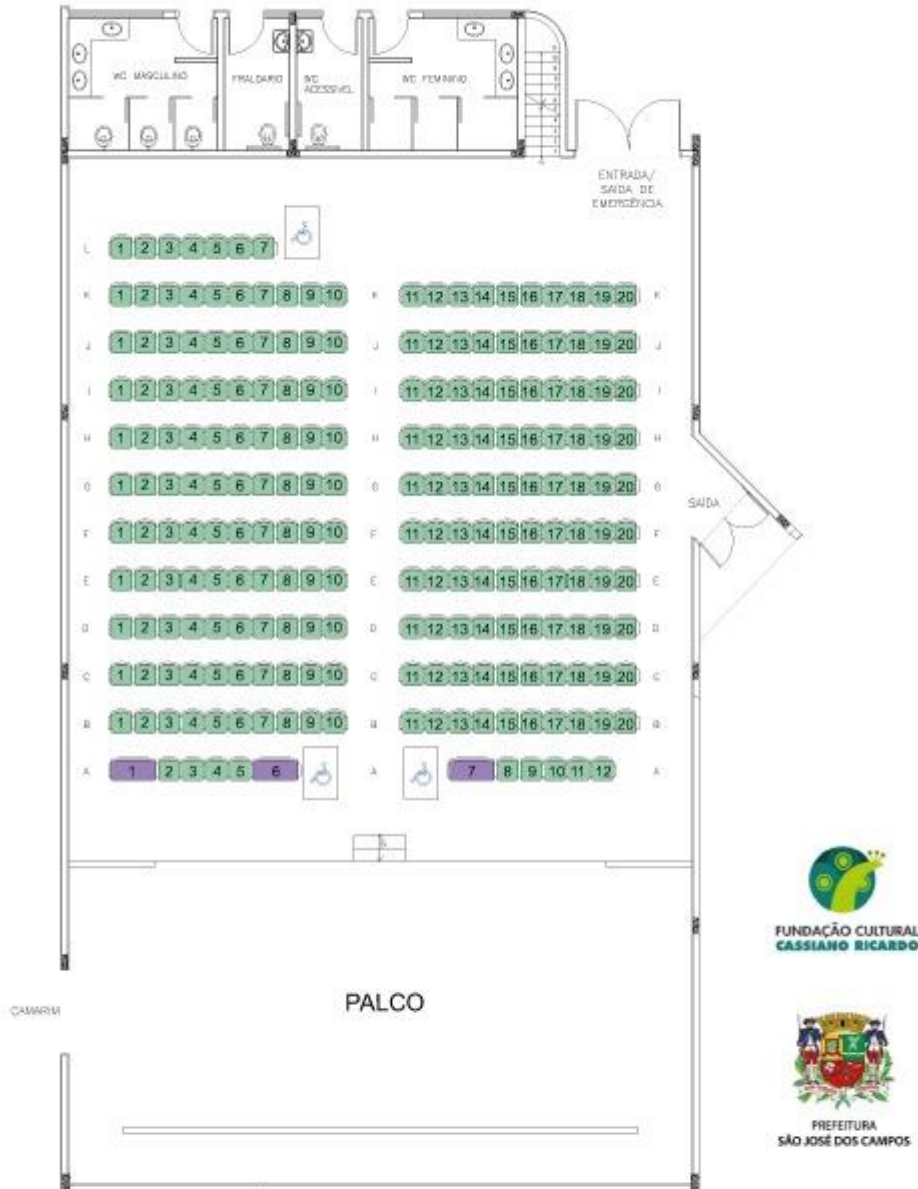 WC MASCULINO
FRALDARIO
WC
ACESSÍVEL
WC FEMININO
ENTRADA/
SAÍDA DE
EMERGÊNCIA
L 1 2 3 4 5 6 7
K 1 2 3 4 5 6 7 8 9 10 K 11 12 13 14 15 16 17 18 19 20 K
J 1 2 3 4 5 6 7 8 9 10 J 11 12 13 14 15 16 17 18 19 20 J
I 1 2 3 4 5 6 7 8 9 10 I 11 12 13 14 15 16 17 18 19 20 I
H 1 2 3 4 5 6 7 8 9 10 H 11 12 13 14 15 16 17 18 19 20 H
G 1 2 3 4 5 6 7 8 9 10 G 11 12 13 14 15 16 17 18 19 20 G
SAÍDA
F 1 2 3 4 5 6 7 8 9 10 F 11 12 13 14 15 16 17 18 19 20 F
E 1 2 3 4 5 6 7 8 9 10 E 11 12 13 14 15 16 17 18 19 20 E
D 1 2 3 4 5 6 7 8 9 10 D 11 12 13 14 15 16 17 18 19 20 D
C 1 2 3 4 5 6 7 8 9 10 C 11 12 13 14 15 16 17 18 19 20 C
B 1 2 3 4 5 6 7 8 9 10 B 11 12 13 14 15 16 17 18 19 20 B
A 1 2 3 4 5 6 A 7 8 9 10 11 12 A
FUNDAÇÃO CULTURAL
CASSIANO RICARDO
CAMARIM
PALCO
PREFEITURA
SÃO JOSÉ DOS CAMPOS